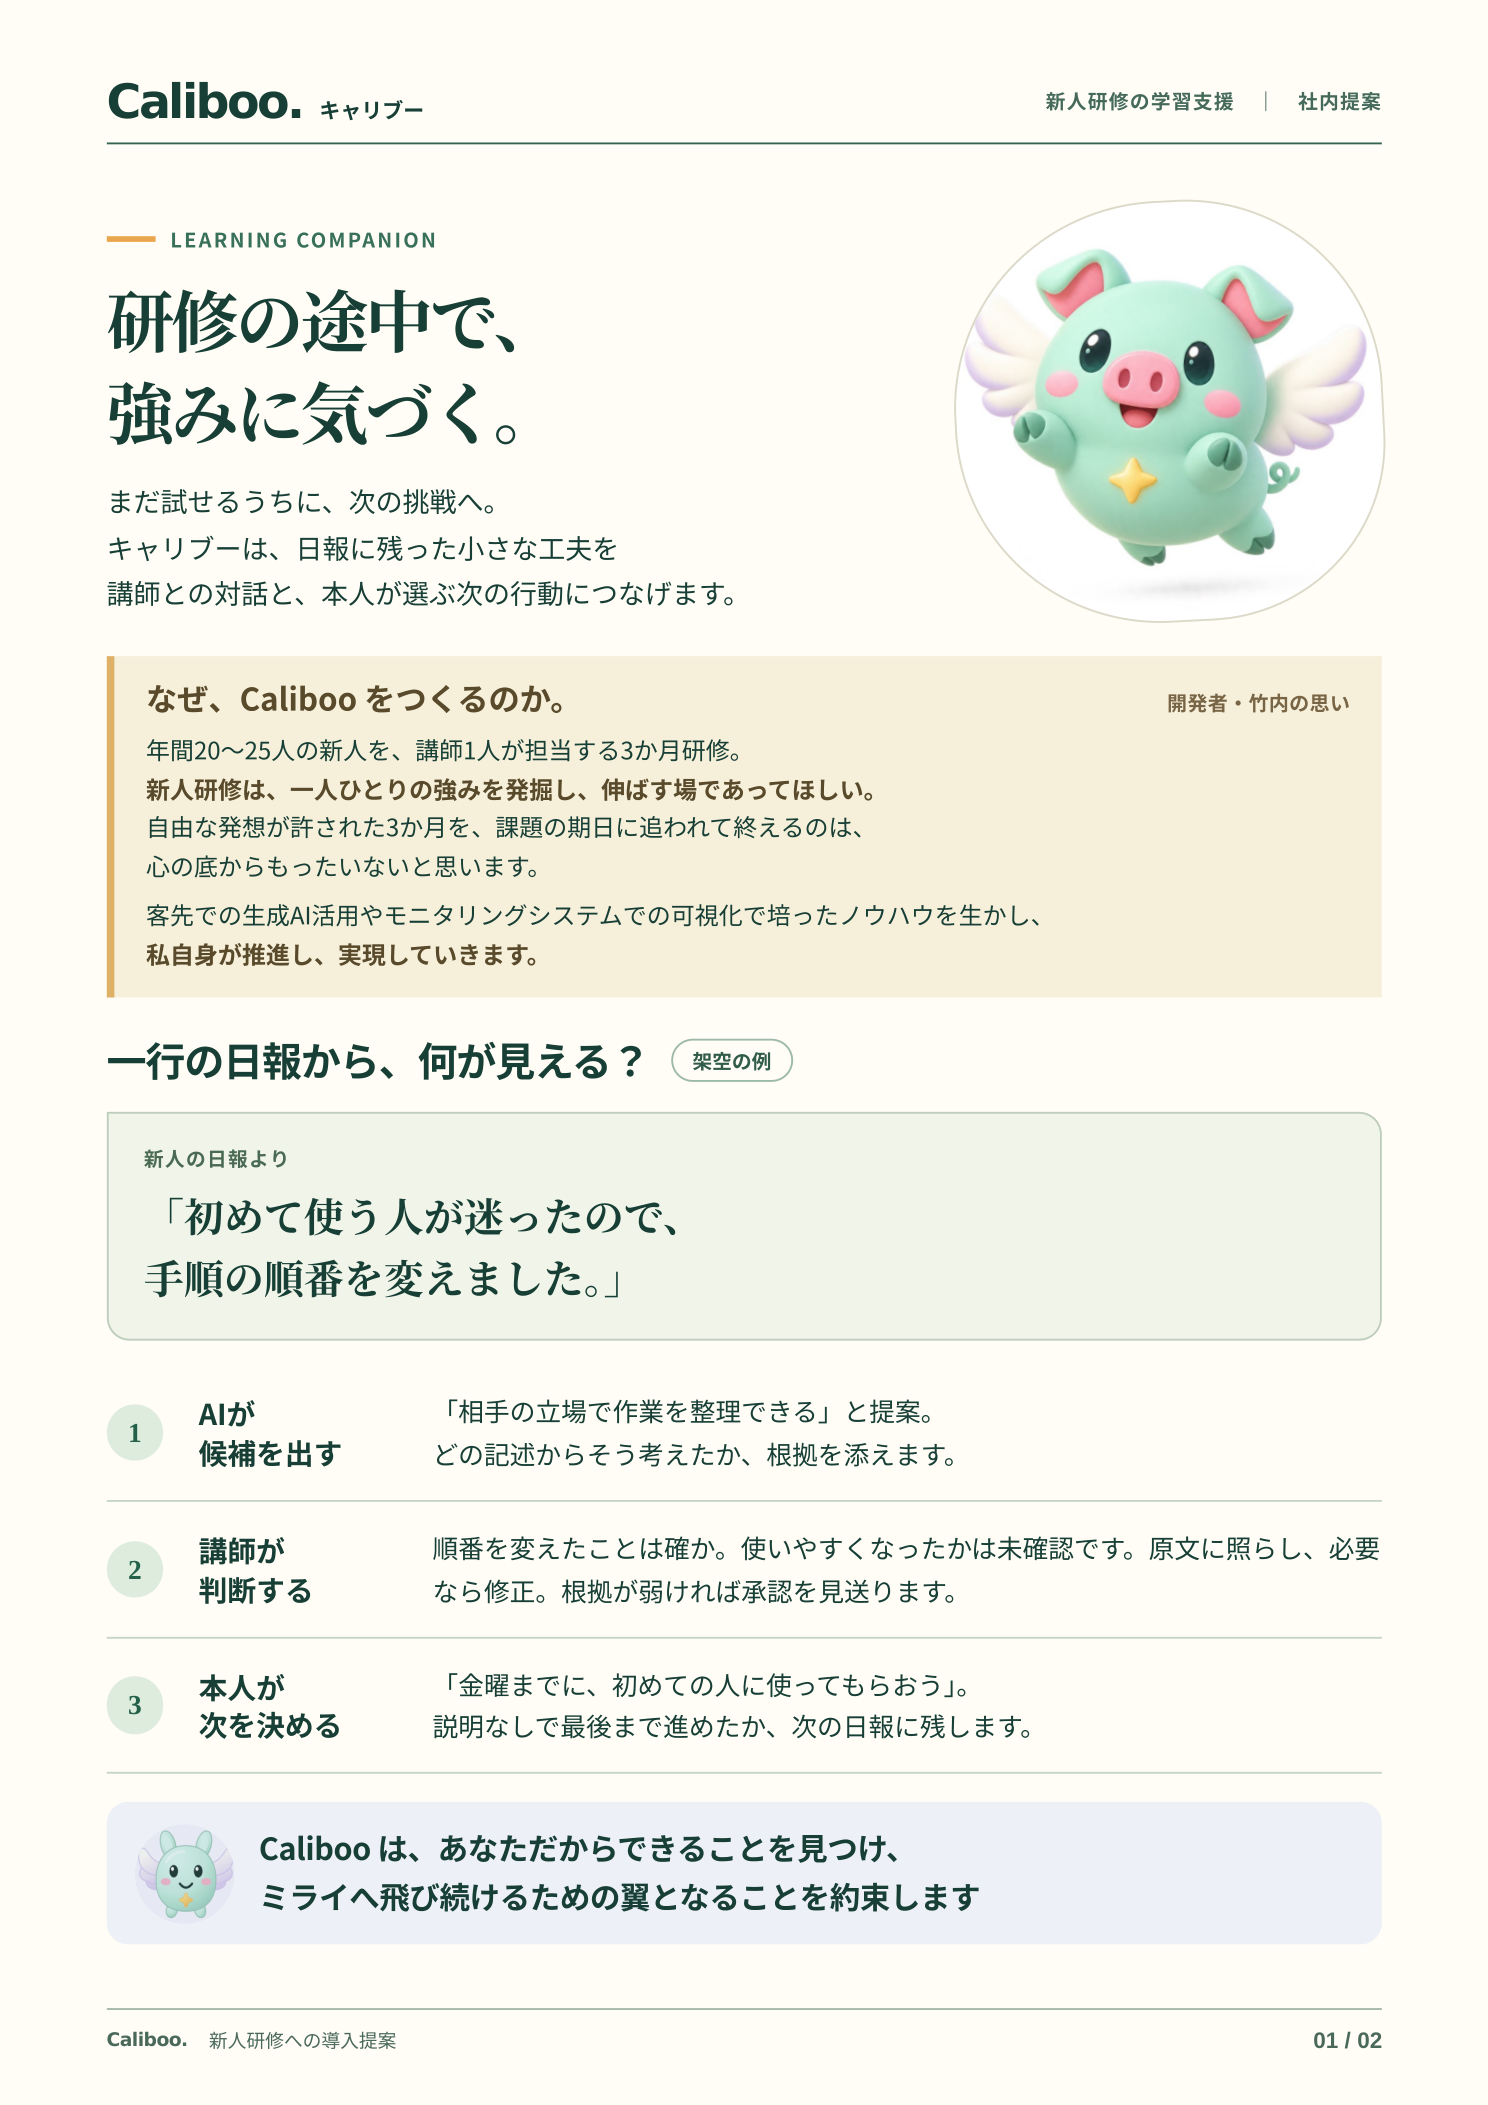 Caliboo. キャリブー
新人研修の学習支援 | 社内提案
LEARNING COMPANION
研修の途中で、
強みに気づく。
まだ試せるうちに、次の挑戦へ。
キャリブーは、日報に残った小さな工夫を
講師との対話と、本人が選ぶ次の行動につなげます。
なぜ、Caliboo をつくるのか。
開発者・竹内の思い
年間20〜25人の新人を、講師1人が担当する3か月研修。
新人研修は、一人ひとりの強みを発掘し、伸ばす場であってほしい。
自由な発想が許された3か月を、課題の期日に追われて終えるのは、
心の底からもったいないと思います。
客先での生成AI活用やモニタリングシステムでの可視化で培ったノウハウを生かし、
私自身が推進し、実現していきます。
一行の日報から、何が見える？ 架空の例
新人の日報より
「初めて使う人が迷ったので、
手順の順番を変えました。」
1
AIが
候補を出す
「相手の立場で作業を整理できる」と提案。
どの記述からそう考えたか、根拠を添えます。
2
講師が
判断する
順番を変えたことは確か。使いやすくなったかは未確認です。原文に照らし、必要
なら修正。根拠が弱ければ承認を見送ります。
3
本人が
次を決める
「金曜までに、初めての人に使ってもらおう」。
説明なしで最後まで進めたか、次の日報に残します。
Caliboo は、あなただからできることを見つけ、
ミライへ飛び続けるための翼となることを約束します
Caliboo. 新人研修への導入提案
01 / 02